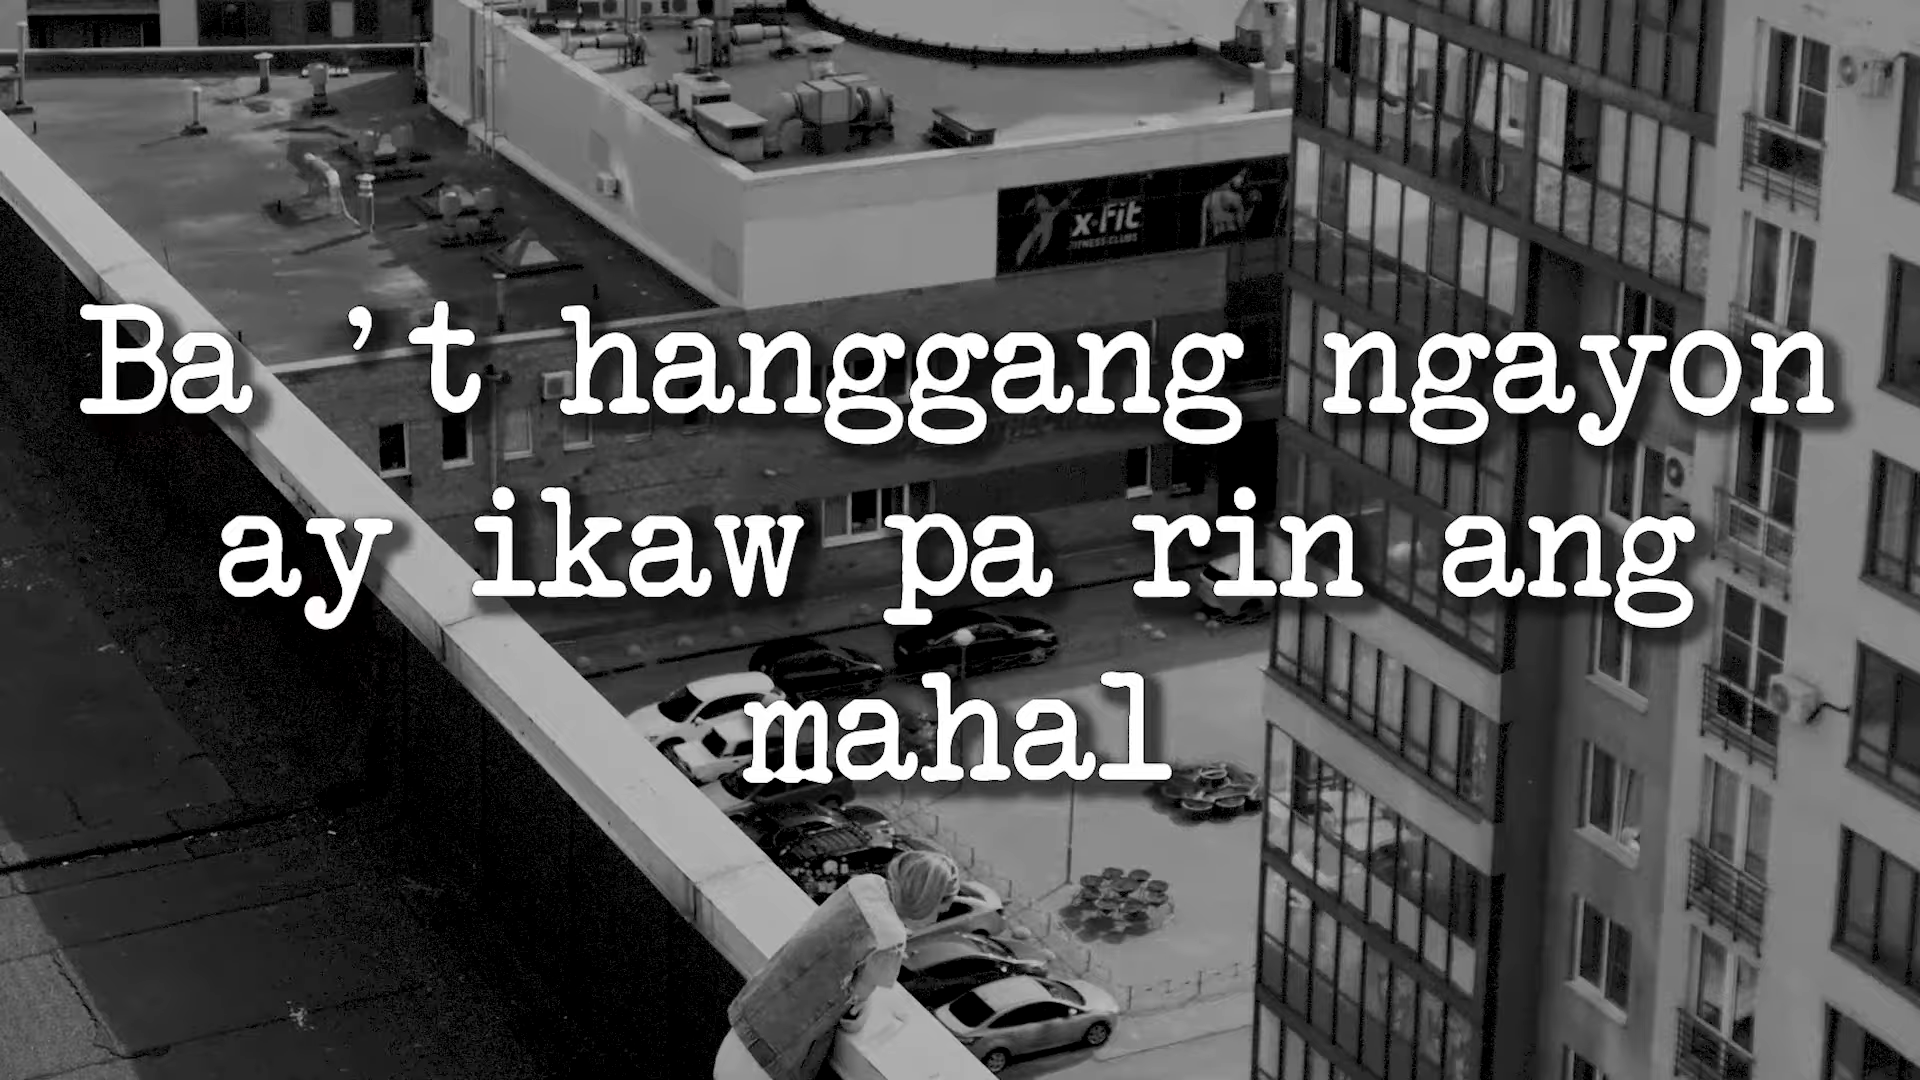 x-Fit
FITNESS CLUBS
Ba 't hanggang ngayon
ay ikaw pa rin ang
mahal